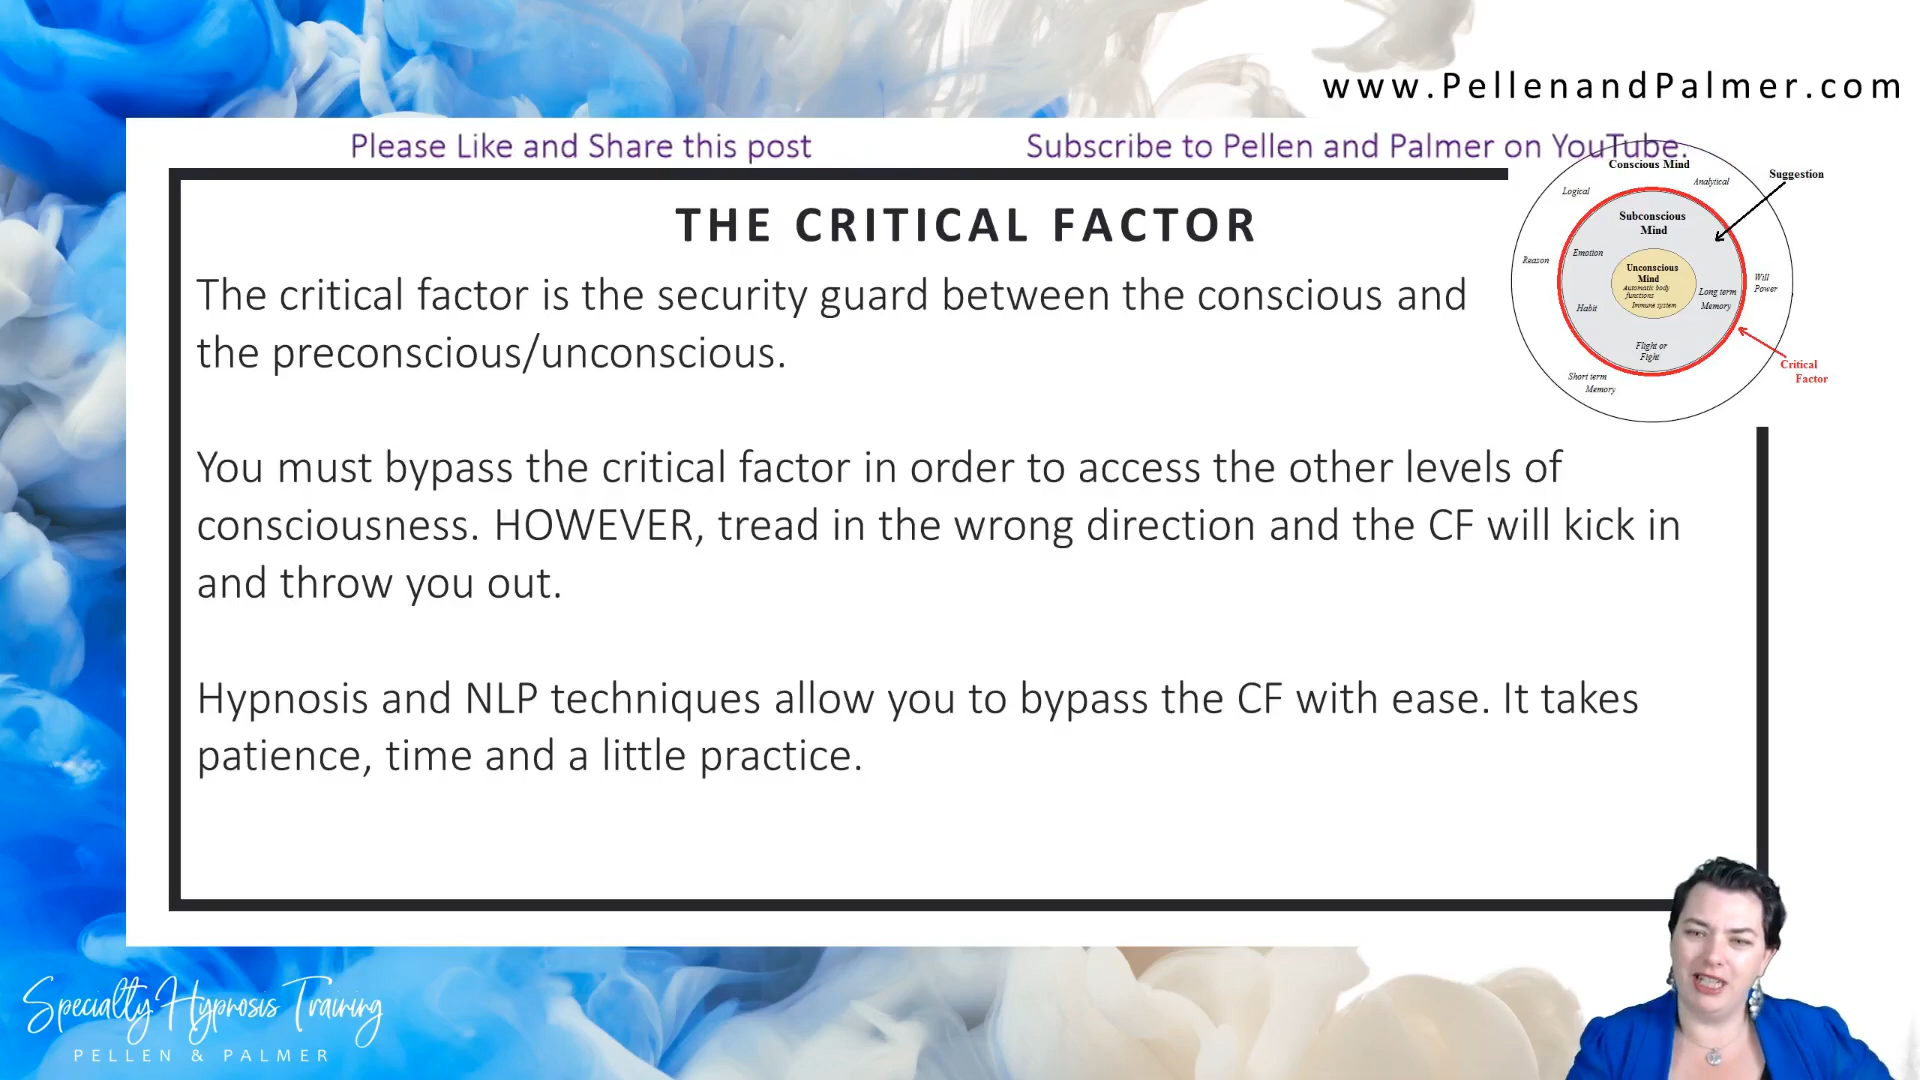 www.PellenandPalmer.com
Please Like and Share this post
Subscribe to Pellen and Palmer on YouTube.
THE CRITICAL FACTOR
The critical factor is the security guard between the conscious and
the preconscious/unconscious.
You must bypass the critical factor in order to access the other levels of
consciousness. HOWEVER, tread in the wrong direction and the CF will kick in
and throw you out.
Hypnosis and NLP techniques allow you to bypass the CF with ease. It takes
patience, time and a little practice.
Conscious Mind
Suggestion
Logical
Analytical
Subconscious
Mind
Reason
Emotion
Unconscious
Mind
Automatic body
functions
Immune system
Long term
Memory
Will
Power
Habit
Flight or
Fight
Short term
Memory
Critical
Factor
Specialty Hypnosis Training
PELLEN & PALMER